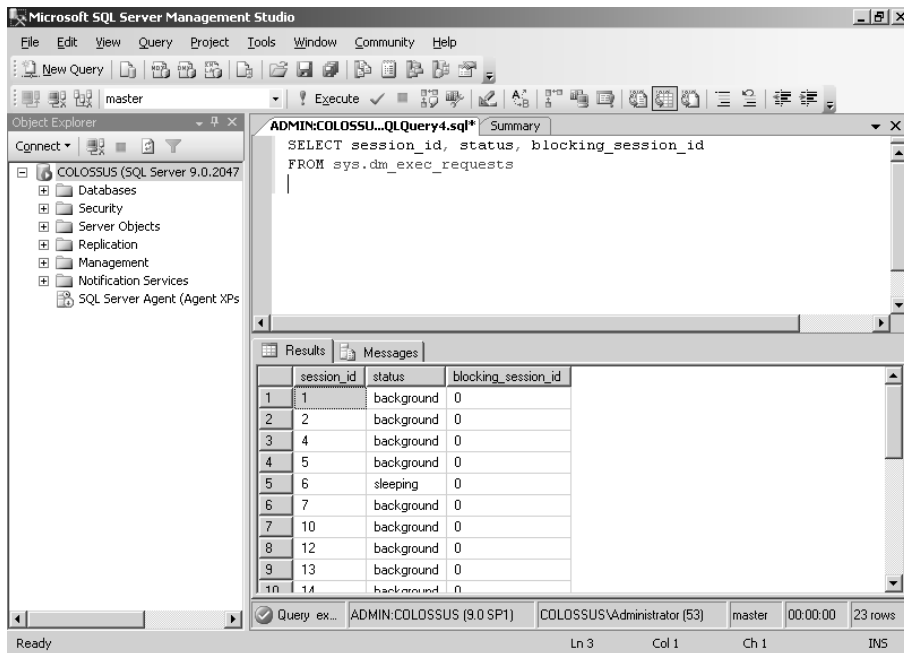 Microsoft SQL Server Management Studio
File Edit View Query Project Tools Window Community Help
New Query
master
Execute
Object Explorer
ADMIN:COLOSSU...QLQuery4.sql* Summary
Connect
SELECT session_id, status, blocking_session_id
FROM sys.dm_exec_requests
COLOSSUS (SQL Server 9.0.2047
Databases
Security
Server Objects
Replication
Management
Notification Services
SQL Server Agent (Agent XPs
Results Messages
session_id status blocking_session_id
1 1 background 0
2 2 background 0
3 4 background 0
4 5 background 0
5 6 sleeping 0
6 7 background 0
7 10 background 0
8 12 background 0
9 13 background 0
10 14 background 0
Query ex... ADMIN:COLOSSUS (9.0 SP1) COLOSSUS\Administrator (53) master 00:00:00 23 rows
Ready Ln 3 Col 1 Ch 1 INS